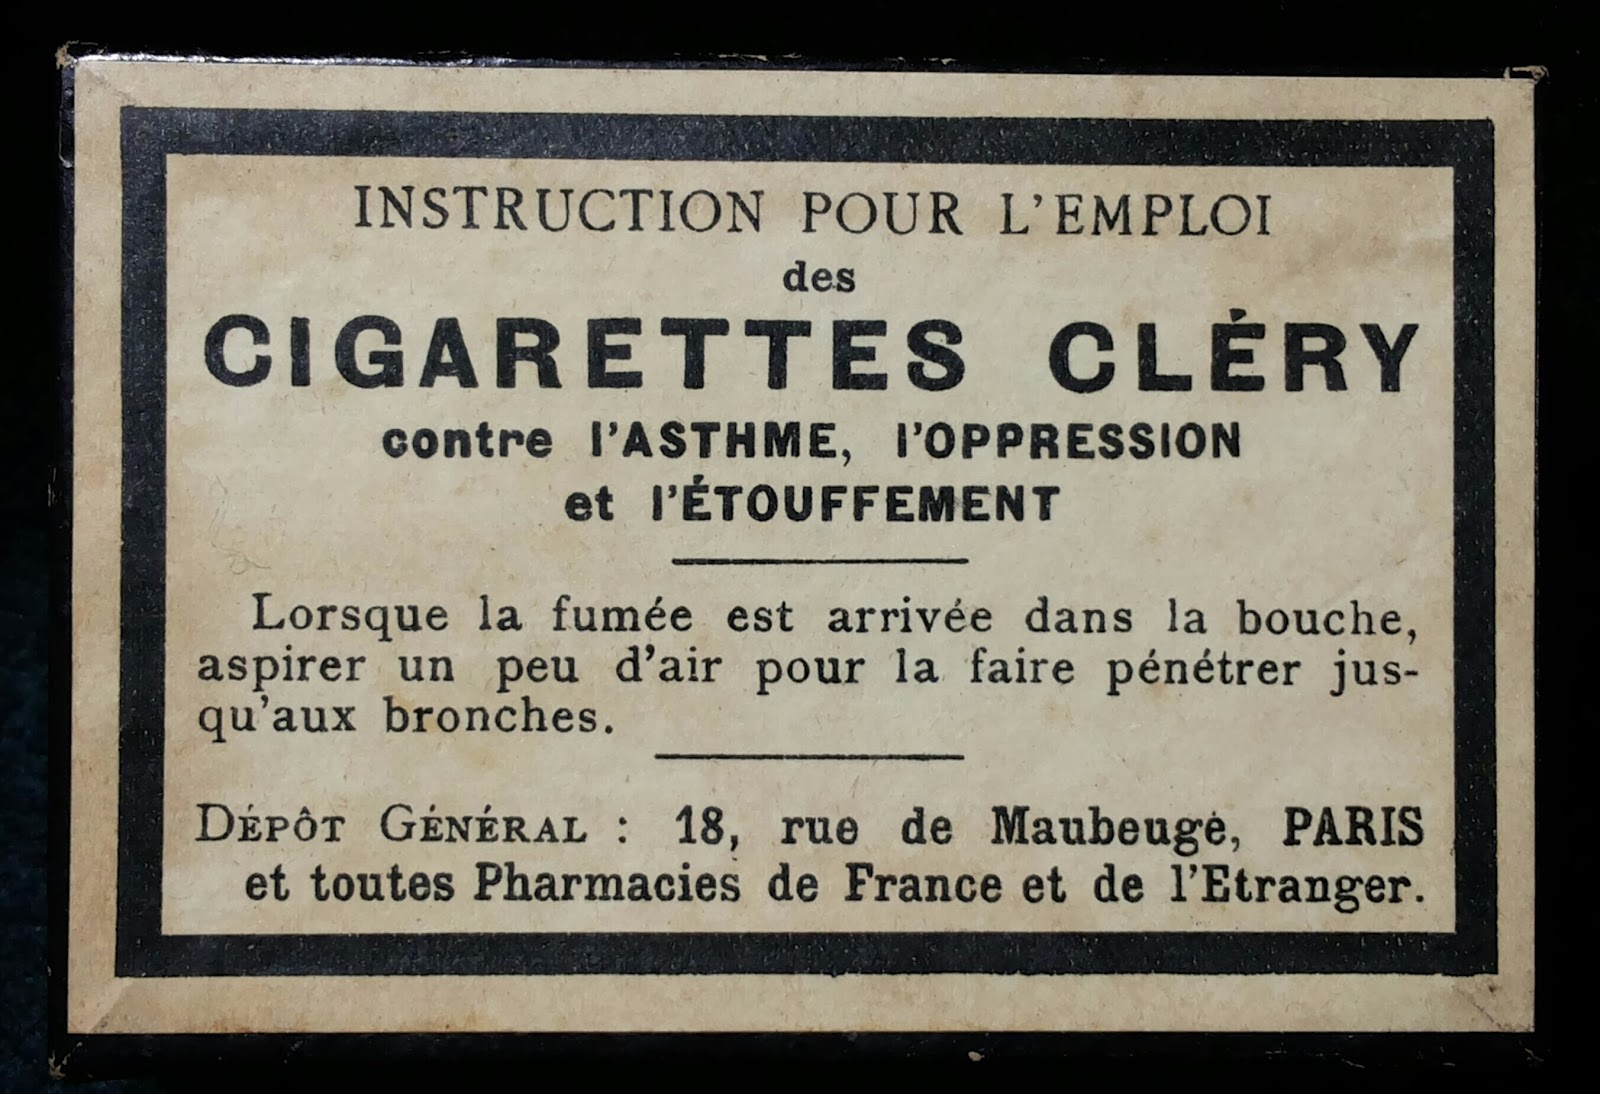 INSTRUCTION POUR L'EMPLOI
des
CIGARETTES CLÉRY
contre l'ASTHME, l'OPPRESSION
et l'ÉTOUFFEMENT
Lorsque la fumée est arrivée dans la bouche,
aspirer un peu d'air pour la faire pénétrer jus-
qu'aux bronches.
DÉPÔT GÉNÉRAL : 18, rue de Maubeuge, PARIS
et toutes Pharmacies de France et de l'Etranger.